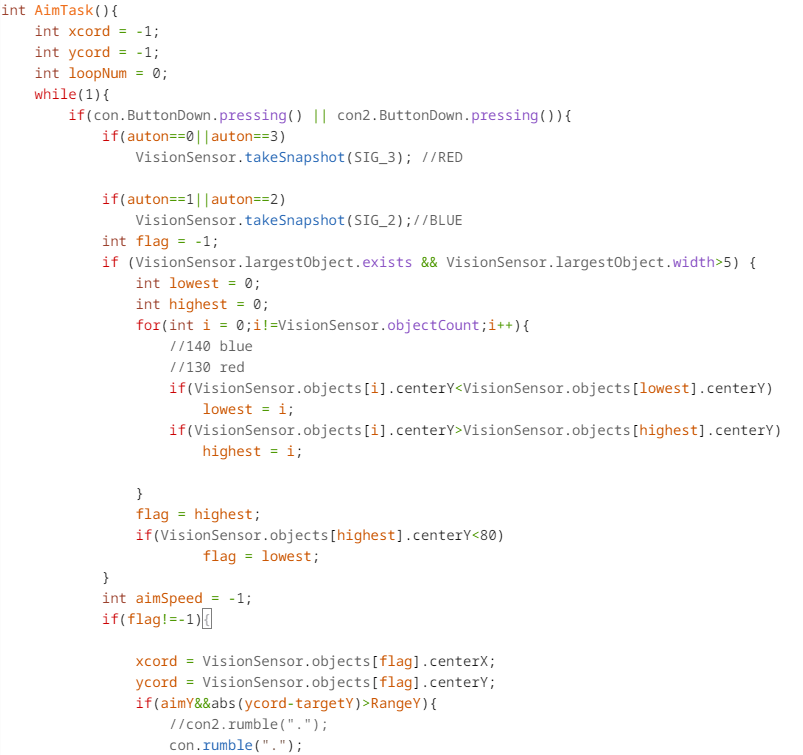 int AimTask(){
    int xcord = -1;
    int ycord = -1;
    int loopNum = 0;
    while(1){
        if(con.ButtonDown.pressing() || con2.ButtonDown.pressing()){
            if(auton==0||auton==3)
                VisionSensor.takeSnapshot(SIG_3); //RED

            if(auton==1||auton==2)
                VisionSensor.takeSnapshot(SIG_2);//BLUE
            int flag = -1;
            if (VisionSensor.largestObject.exists && VisionSensor.largestObject.width>5) {
                int lowest = 0;
                int highest = 0;
                for(int i = 0;i!=VisionSensor.objectCount;i++){
                    //140 blue
                    //130 red
                    if(VisionSensor.objects[i].centerY<VisionSensor.objects[lowest].centerY)
                        lowest = i;
                    if(VisionSensor.objects[i].centerY>VisionSensor.objects[highest].centerY)
                        highest = i;

                }
                flag = highest;
                if(VisionSensor.objects[highest].centerY<80)
                        flag = lowest;
            }
            int aimSpeed = -1;
            if(flag!=-1){

                xcord = VisionSensor.objects[flag].centerX;
                ycord = VisionSensor.objects[flag].centerY;
                if(aimY&&abs(ycord-targetY)>RangeY){
                    //con2.rumble(".");
                    con.rumble(".");